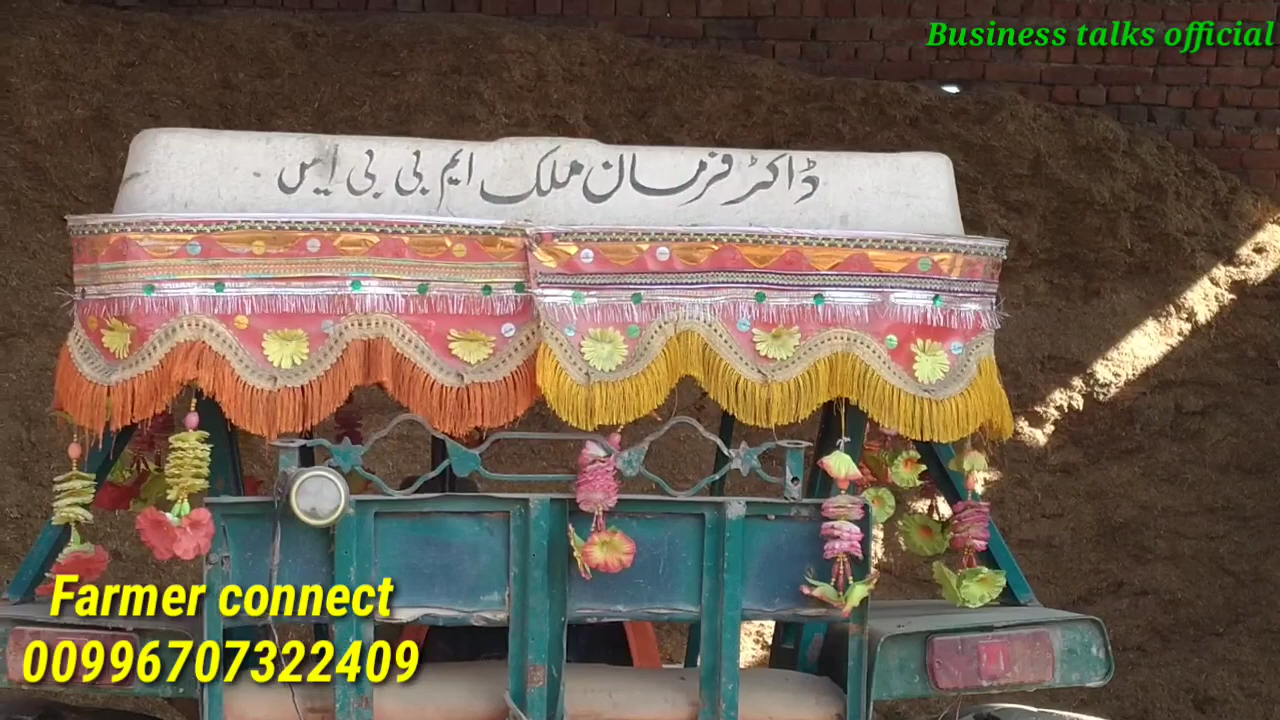 Business talks official
ڈاکٹر فرمان ملک ایم بی بی ایس
Farmer connect
00996707322409